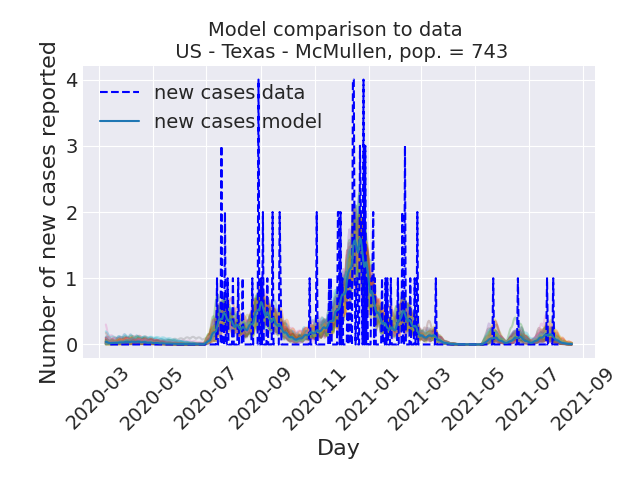 Model comparison to data
US - Texas - McMullen, pop. = 743
Number of new cases reported
4
3
2
1
0
new cases data
new cases model
2020-03
2020-05
2020-07
2020-09
2020-11
2021-01
2021-03
2021-05
2021-07
2021-09
Day